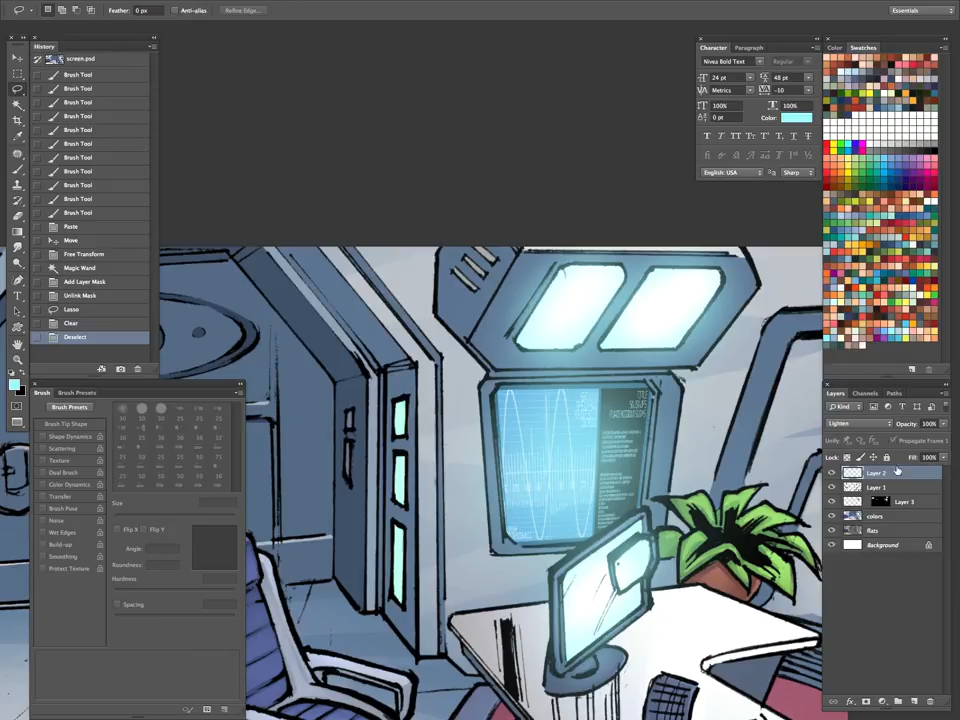 Feather: 0 px Anti-alias Refine Edge... Essentials
History
screen.psd
Brush Tool
Brush Tool
Brush Tool
Brush Tool
Brush Tool
Brush Tool
Brush Tool
Brush Tool
Brush Tool
Brush Tool
Brush Tool
Paste
Move
Free Transform
Magic Wand
Add Layer Mask
Unlink Mask
Lasso
Clear
Deselect
Brush Brush Presets
Brush Presets
Brush Tip Shape
Shape Dynamics
Scattering
Texture
Dual Brush
Color Dynamics
Transfer
Brush Pose
Noise
Wet Edges
Build-up
Smoothing
Protect Texture
Size
Flip X Flip Y
Angle:
Roundness:
Hardness
Spacing
Character Paragraph
Nivea Bold Text Regular
24 pt 48 pt
Metrics -10
100% 100%
0 pt Color:
English: USA Sharp
Color Swatches
Layers Channels Paths
Kind
Lighten Opacity: 100%
Unify: Propagate Frame 1
Lock: Fill: 100%
Layer 2
Layer 1
Layer 3
colors
flats
Background